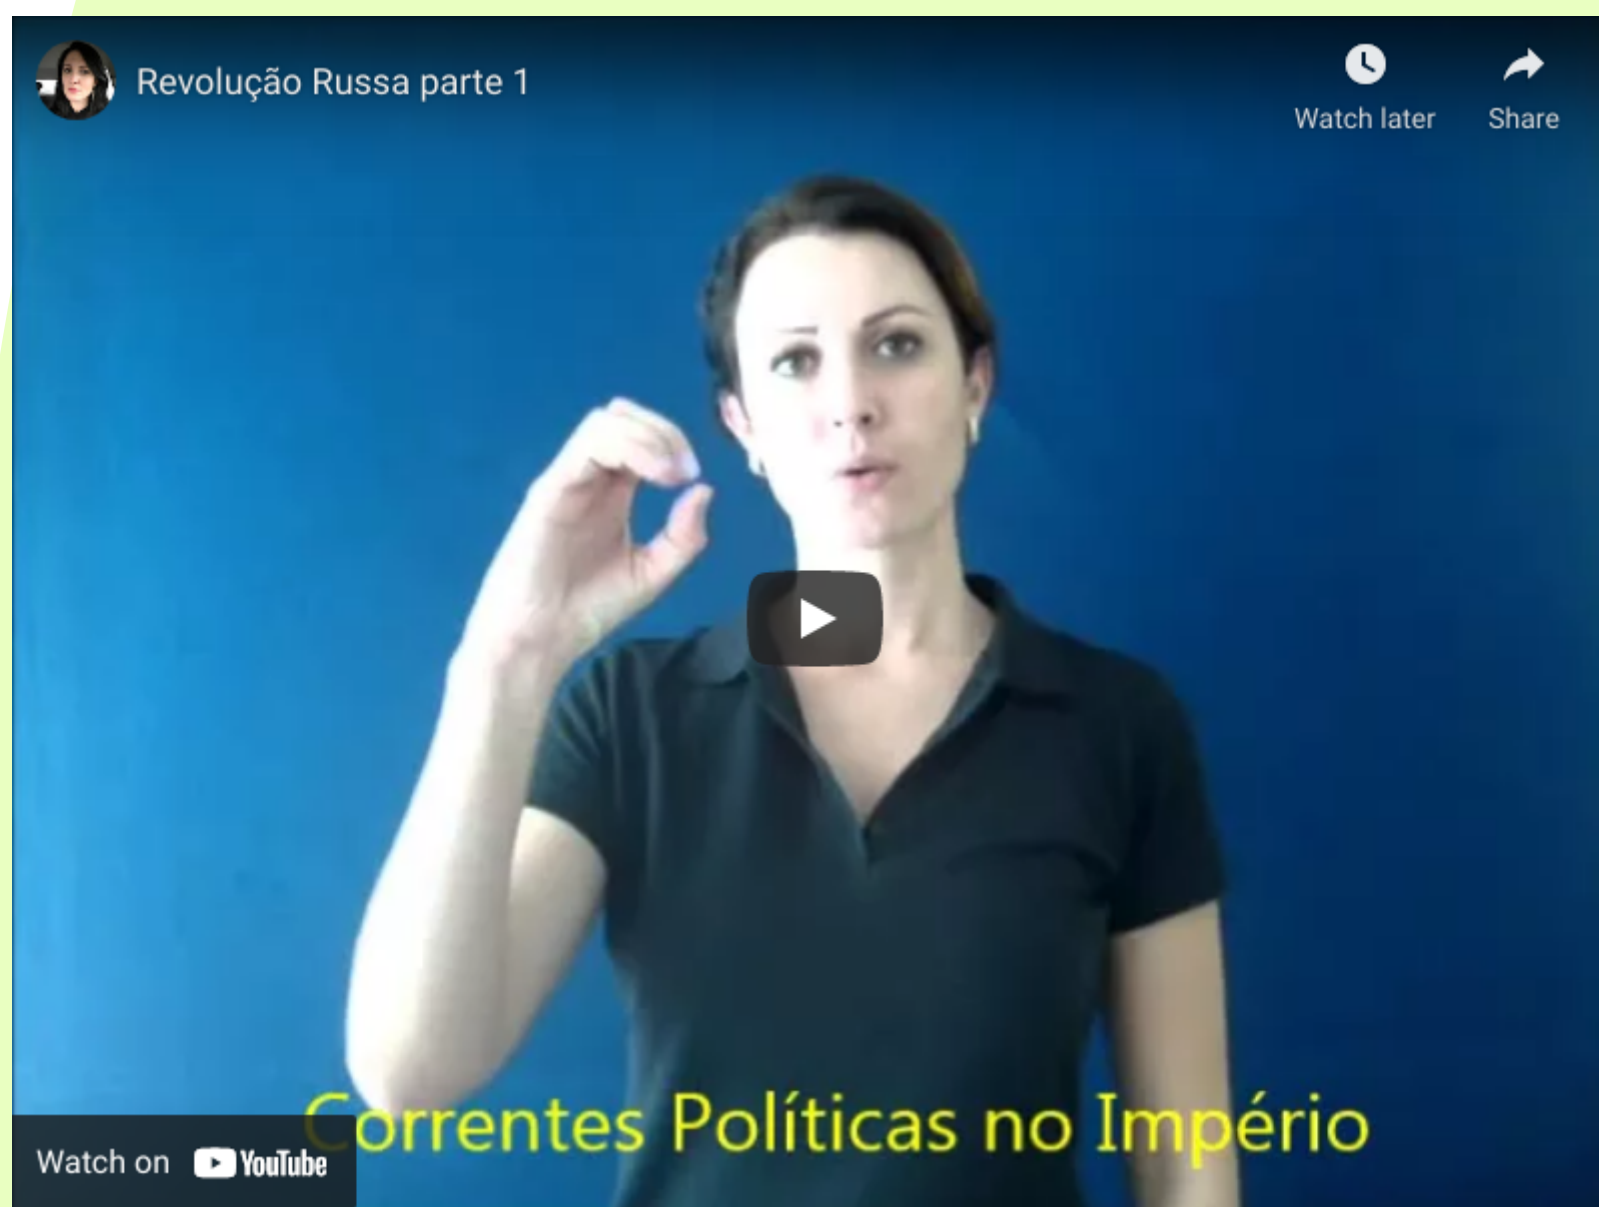 Revolução Russa parte 1
Watch later
Share
Correntes Políticas no Império
Watch on YouTube